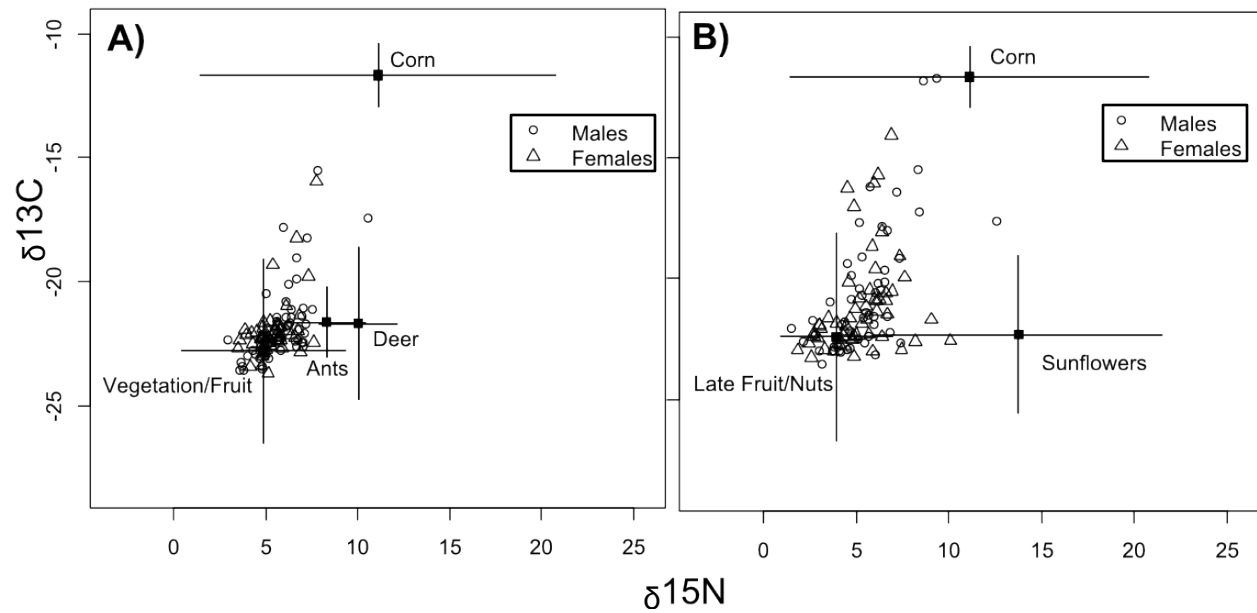 A)
Corn
Males
Females
Deer
Ants
Vegetation/Fruit
-10
-15
-20
-25
δ13C
0 5 10 15 20 25
B)
Corn
Males
Females
Sunflowers
Late Fruit/Nuts
0 5 10 15 20 25
δ15N